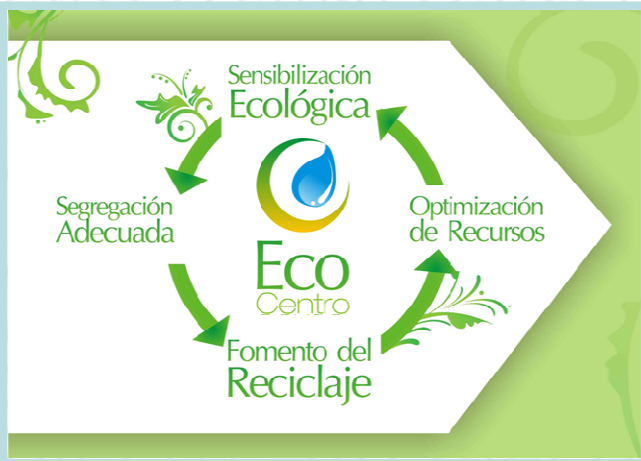 Sensibilización
Ecológica
Segregación
Adecuada
Optimización
de Recursos
Eco
Centro
Fomento del
Reciclaje